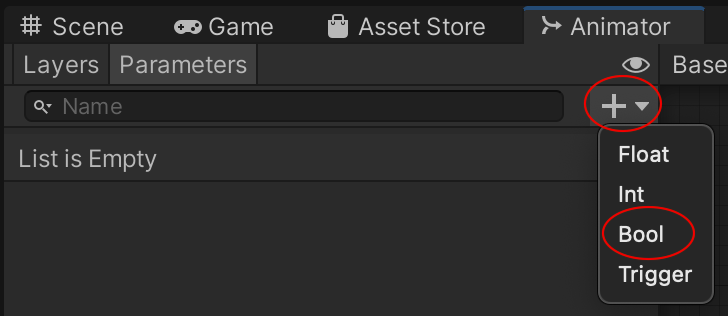 Scene Game Asset Store Animator
Layers Parameters Base
Name
List is Empty
Float
Int
Bool
Trigger